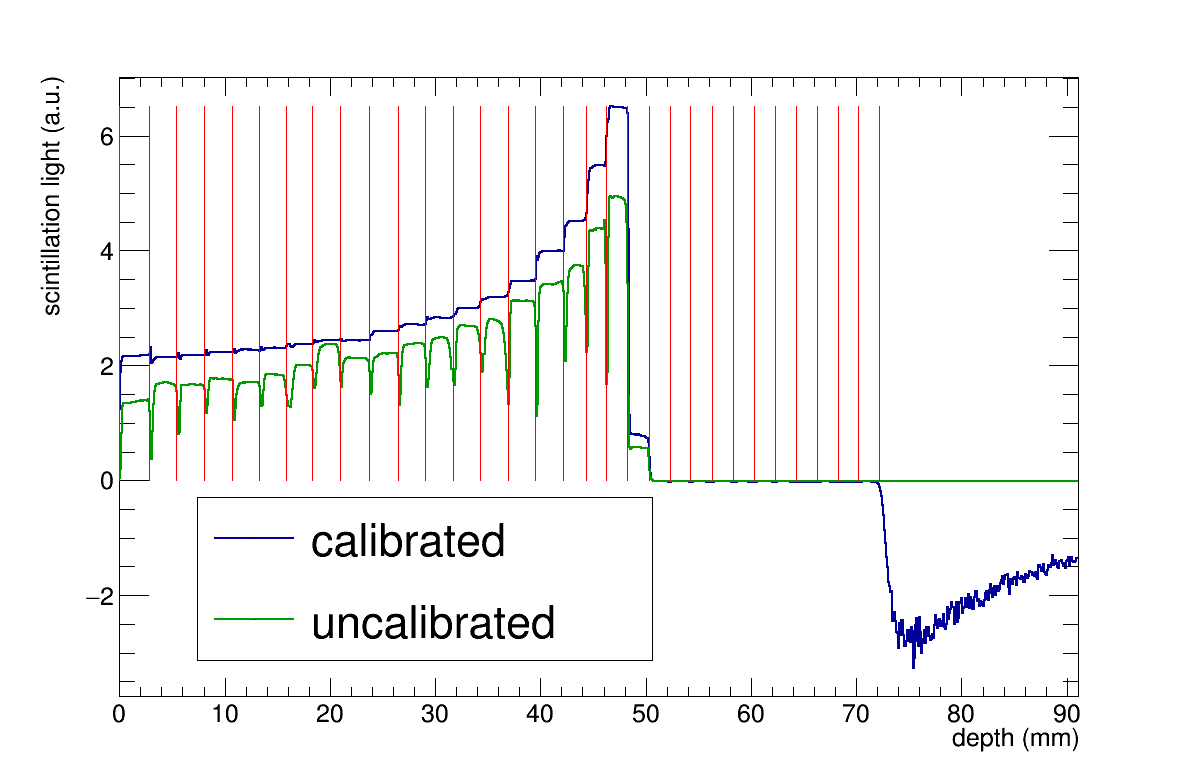 scintillation light (a.u.)
6
4
2
0
−2
calibrated
uncalibrated
0 10 20 30 40 50 60 70 80 90
depth (mm)